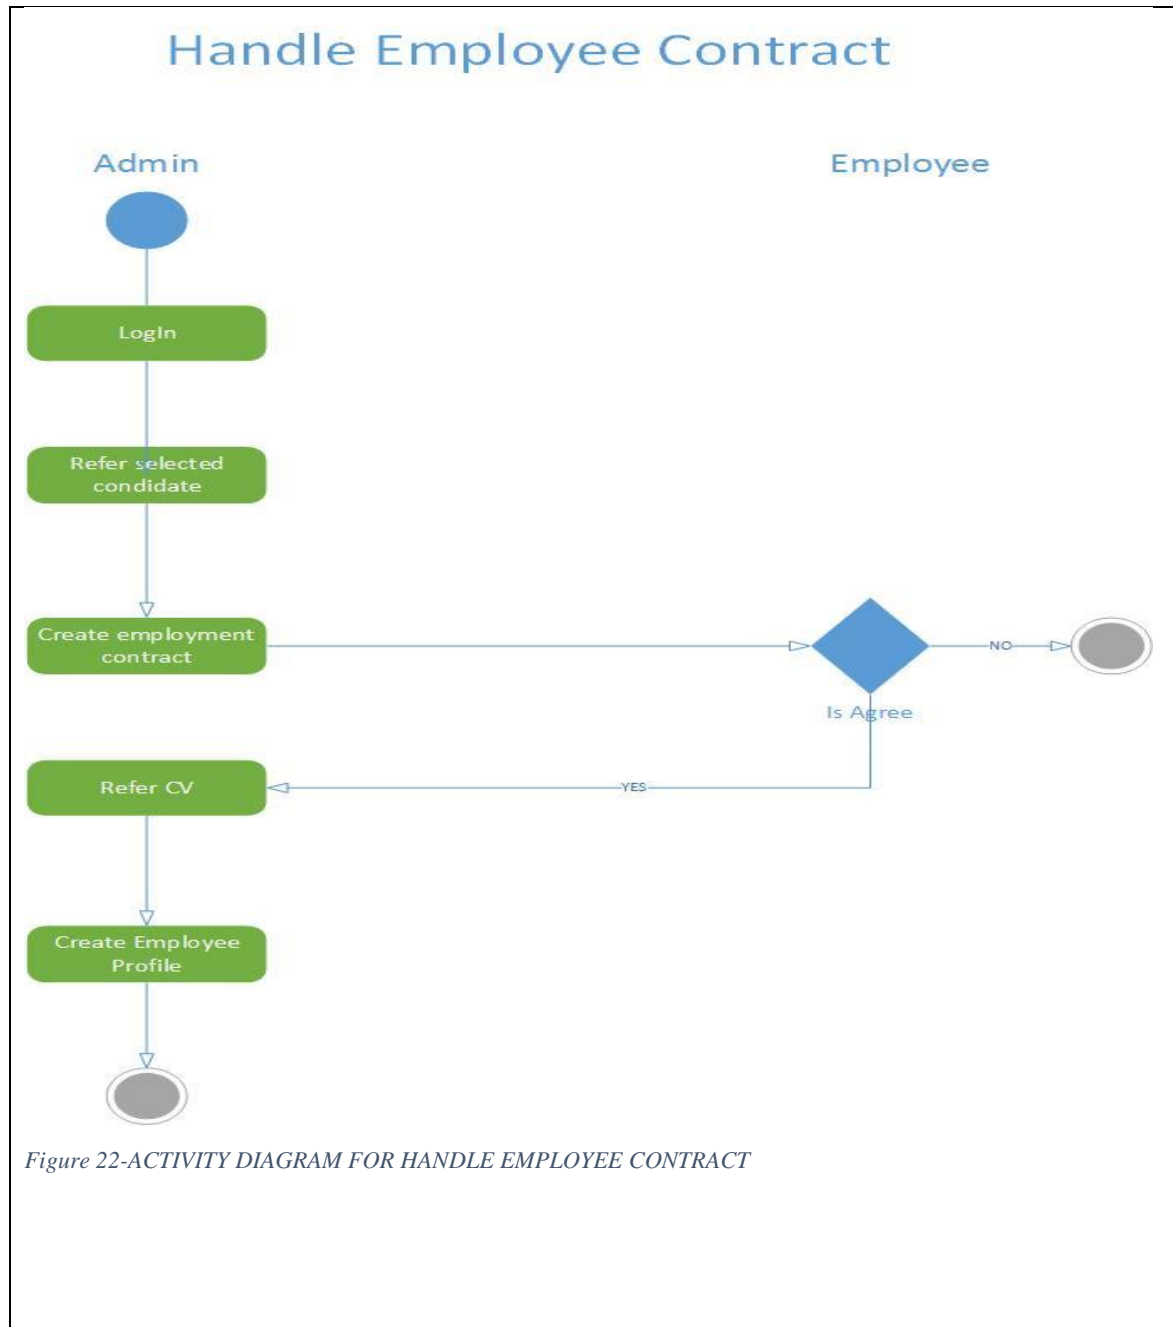 Handle Employee Contract
Admin
Employee
LogIn
Refer selected
condidate
Create employment
contract
NO
Is Agree
Refer CV
YES
Create Employee
Profile
Figure 22-ACTIVITY DIAGRAM FOR HANDLE EMPLOYEE CONTRACT